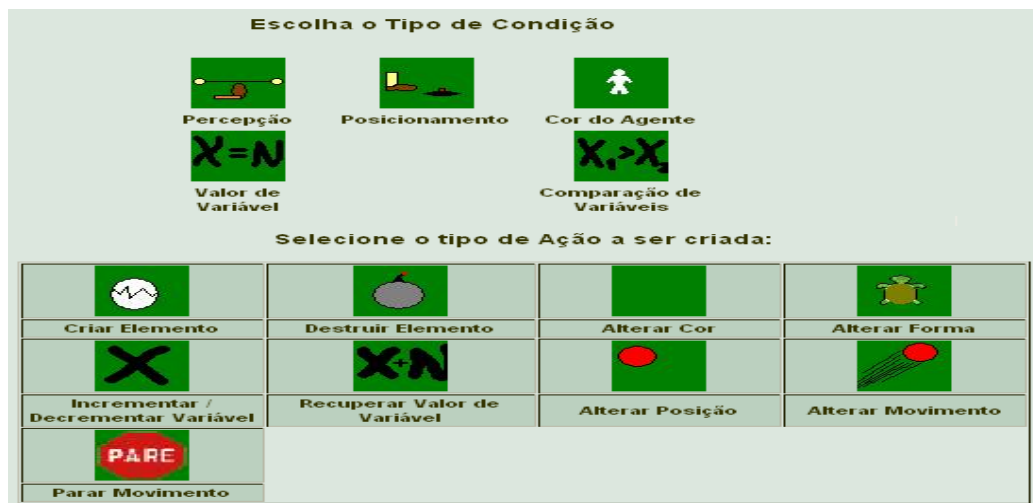 Escolha o Tipo de Condição
Percepção
Posicionamento
Cor do Agente
X=N
X₁>X₂
Valor de
Variável
Comparação de
Variáveis
Selecione o tipo de Ação a ser criada:
Criar Elemento
Destruir Elemento
Alterar Cor
Alterar Forma
X
X+N
Incrementar /
Decrementar Variável
Recuperar Valor de
Variável
Alterar Posição
Alterar Movimento
PARE
Parar Movimento